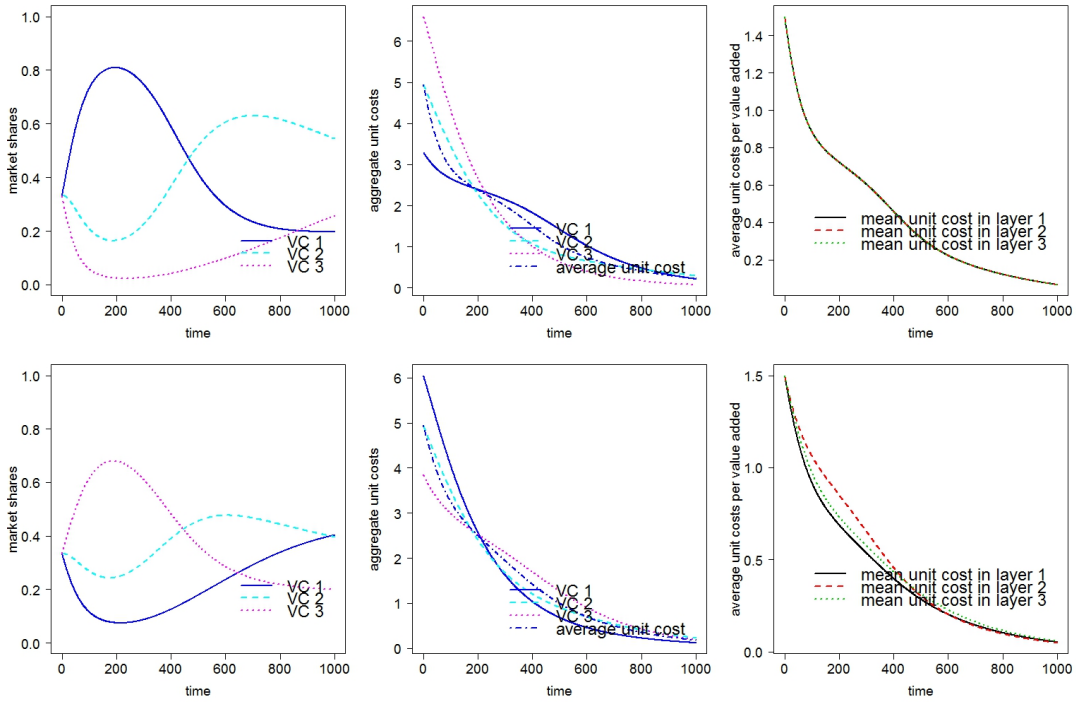 market shares
1.0
0.8
0.6
0.4
0.2
0.0
VC 1
VC 2
VC 3
0 200 400 600 800 1000
time
aggregate unit costs
6
5
4
3
2
1
0
VC 1
VC 2
VC 3
average unit cost
0 200 400 600 800 1000
time
average unit costs per value added
1.4
1.2
1.0
0.8
0.6
0.4
0.2
mean unit cost in layer 1
mean unit cost in layer 2
mean unit cost in layer 3
0 200 400 600 800 1000
time
market shares
1.0
0.8
0.6
0.4
0.2
0.0
VC 1
VC 2
VC 3
0 200 400 600 800 1000
time
aggregate unit costs
6
5
4
3
2
1
0
VC 1
VC 2
VC 3
average unit cost
0 200 400 600 800 1000
time
average unit costs per value added
1.5
1.0
0.5
0.0
mean unit cost in layer 1
mean unit cost in layer 2
mean unit cost in layer 3
0 200 400 600 800 1000
time